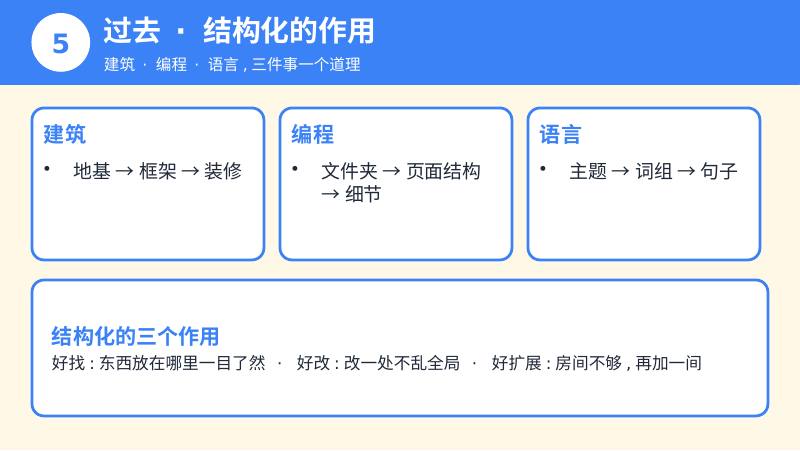 5
过去 · 结构化的作用
建筑 · 编程 · 语言 , 三件事一个道理
建筑
• 地基 → 框架 → 装修
编程
• 文件夹 → 页面结构
→ 细节
语言
• 主题 → 词组 → 句子
结构化的三个作用
好找 : 东西放在哪里一目了然 · 好改 : 改一处不乱全局 · 好扩展 : 房间不够 , 再加一间